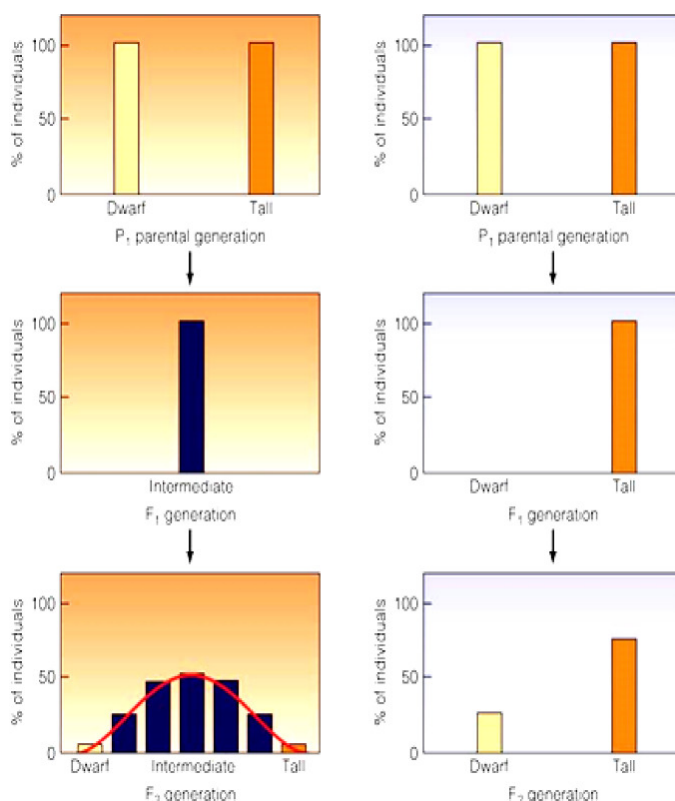 % of individuals
100
50
0
Dwarf Tall
P1 parental generation
% of individuals
100
50
0
Dwarf Tall
P1 parental generation
% of individuals
100
50
0
Intermediate
F1 generation
% of individuals
100
50
0
Dwarf Tall
F1 generation
% of individuals
100
50
0
Dwarf Intermediate Tall
F2 generation
% of individuals
100
50
0
Dwarf Tall
F2 generation